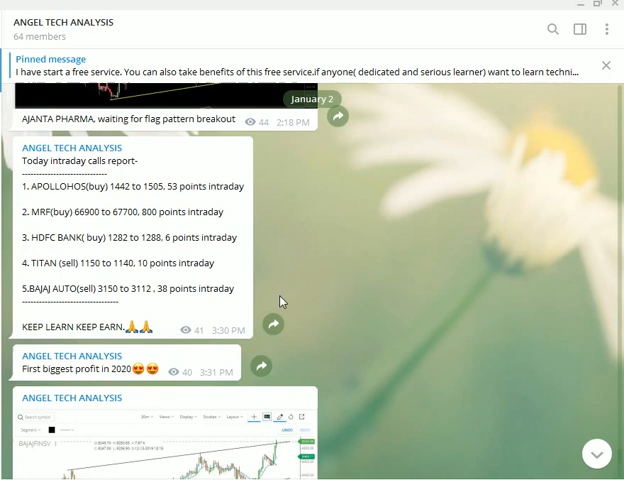 ANGEL TECH ANALYSIS
64 members
Pinned message
I have start a free service. You can also take benefits of this free service.if anyone( dedicated and serious learner) want to learn techni...
January 2
AJANTA PHARMA, waiting for flag pattern breakout 44 2:18 PM
ANGEL TECH ANALYSIS
Today intraday calls report-
----------------------------
1. APOLLOHOS(buy) 1442 to 1505, 53 points intraday
2. MRF(buy) 66900 to 67700, 800 points intraday
3. HDFC BANK( buy) 1282 to 1288, 6 points intraday
4. TITAN (sell) 1150 to 1140, 10 points intraday
5.BAJAJ AUTO(sell) 3150 to 3112 , 38 points intraday
--------------------------------
KEEP LEARN KEEP EARN.🙏🙏 41 3:30 PM
ANGEL TECH ANALYSIS
First biggest profit in 2020😍😍 40 3:31 PM
ANGEL TECH ANALYSIS
Search symbols
Views Display Studies Layout
BAJAJFINSV